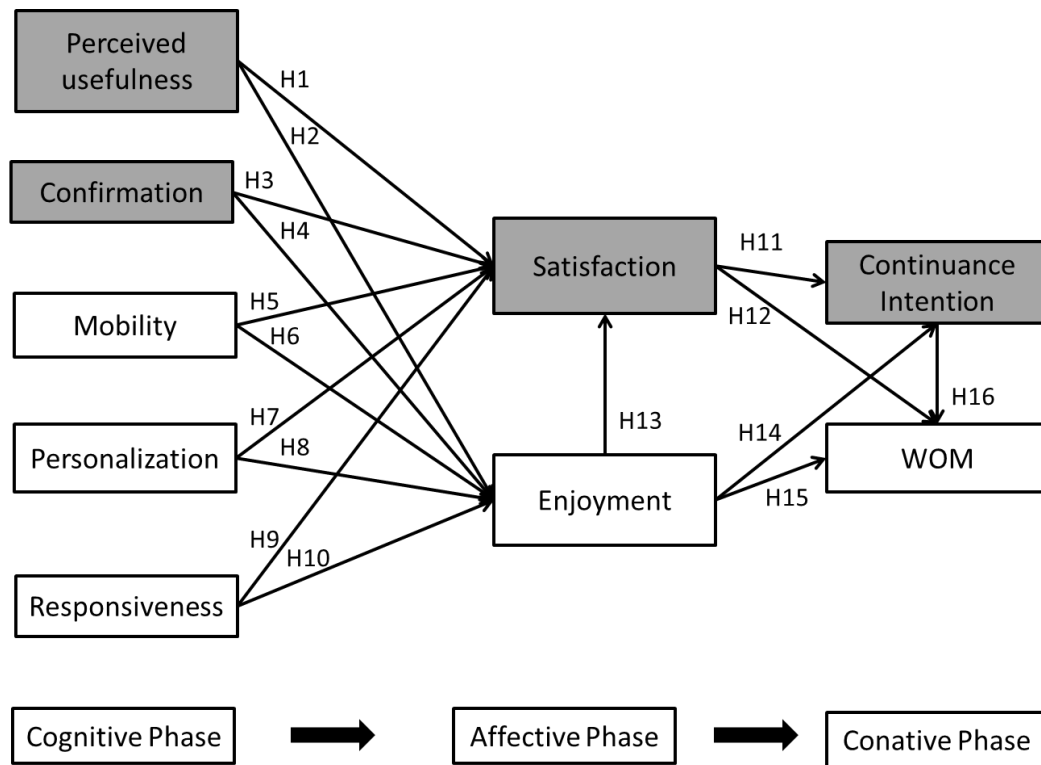 Perceived
usefulness
H1
H2
Confirmation
H3
H4
Satisfaction
H11
Continuance
Intention
Mobility
H5
H6
H12
Personalization
H7
H8
H13
H14
H16
WOM
Enjoyment
H15
Responsiveness
H9
H10
Cognitive Phase
Affective Phase
Conative Phase